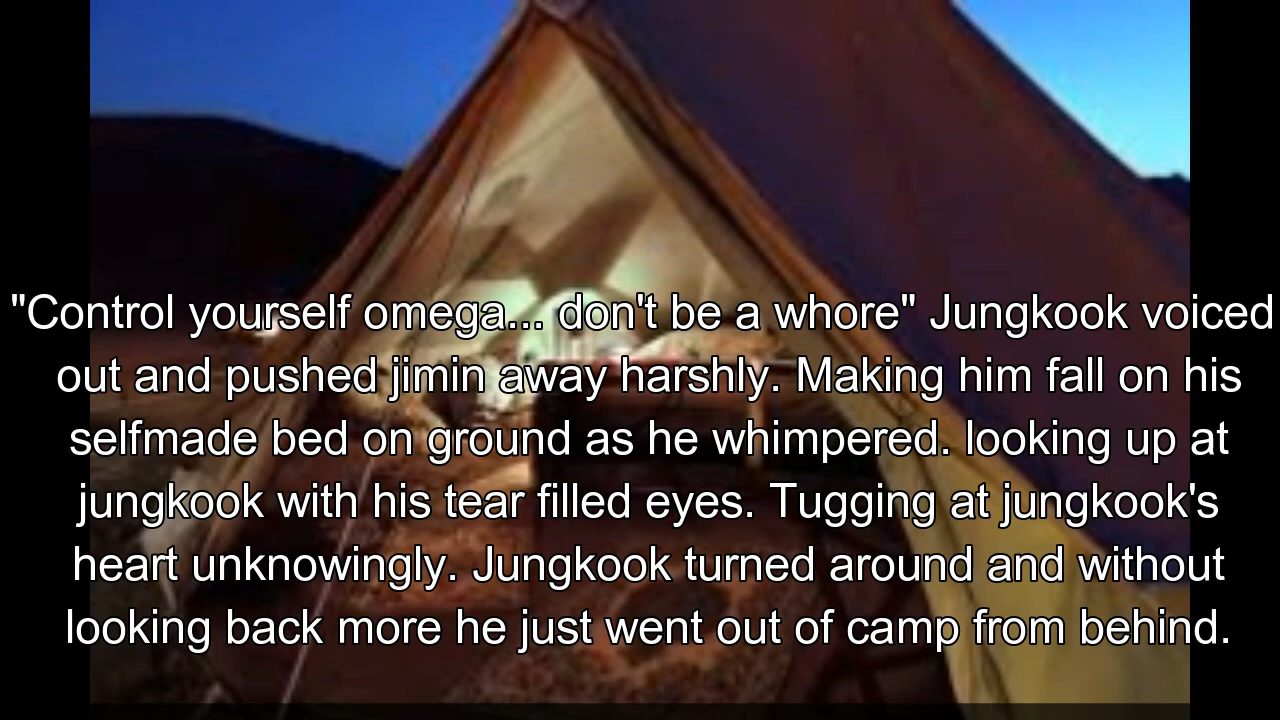 "Control yourself omega... don't be a whore" Jungkook voiced
out and pushed jimin away harshly. Making him fall on his
selfmade bed on ground as he whimpered. looking up at
jungkook with his tear filled eyes. Tugging at jungkook's
heart unknowingly. Jungkook turned around and without
looking back more he just went out of camp from behind.